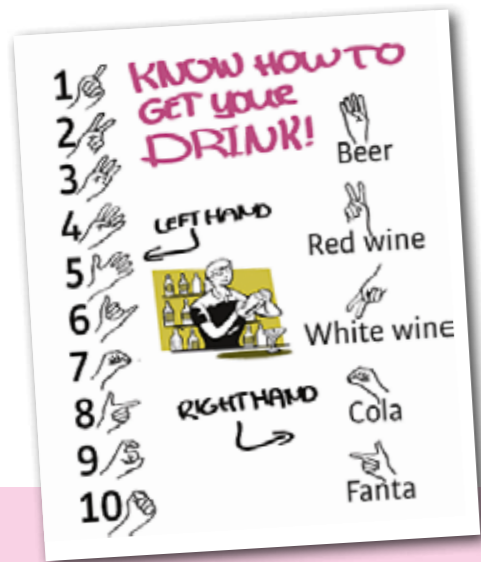 KNOW HOW TO
GET YOUR
DRINK!
1
2
3
4
5
6
7
8
9
10
LEFT HAND
RIGHT HAND
Beer
Red wine
White wine
Cola
Fanta